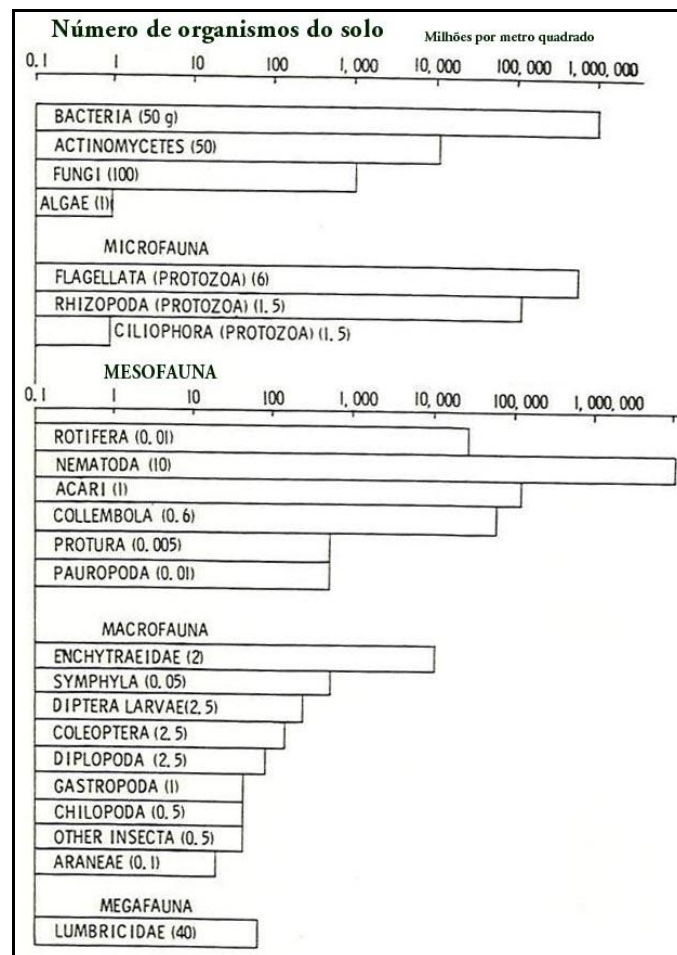 Número de organismos do solo Milhões por metro quadrado
0.1 1 10 100 1,000 10,000 100,000 1,000,000
BACTERIA (50 g)
ACTINOMYCETES (50)
FUNGI (100)
ALGAE (1)
MICROFAUNA
FLAGELLATA (PROTOZOA) (6)
RHIZOPODA (PROTOZOA) (1.5)
CILIOPHORA (PROTOZOA) (1.5)
MESOFAUNA
0.1 1 10 100 1,000 10,000 100,000 1,000,000
ROTIFERA (0.01)
NEMATODA (10)
ACARI (1)
COLLEMBOLA (0.6)
PROTURA (0.005)
PAUROPODA (0.01)
MACROFAUNA
ENCHYTRAEIDAE (2)
SYMPHYLA (0.05)
DIPTERA LARVAE(2.5)
COLEOPTERA (2.5)
DIPLOPODA (2.5)
GASTROPODA (1)
CHILOPODA (0.5)
OTHER INSECTA (0.5)
ARANEAE (0.1)
MEGAFAUNA
LUMBRICIDAE (40)